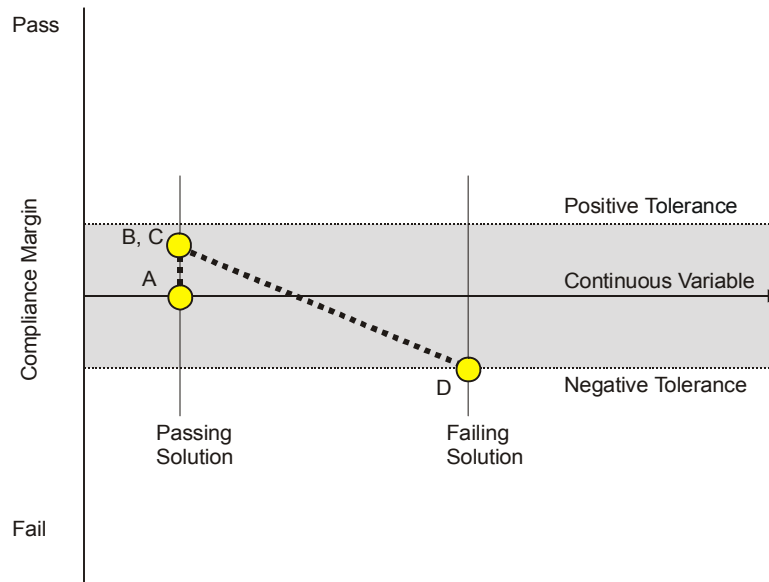 Pass
Positive Tolerance
B, C
A
Continuous Variable
Compliance Margin
D
Negative Tolerance
Passing
Solution
Failing
Solution
Fail